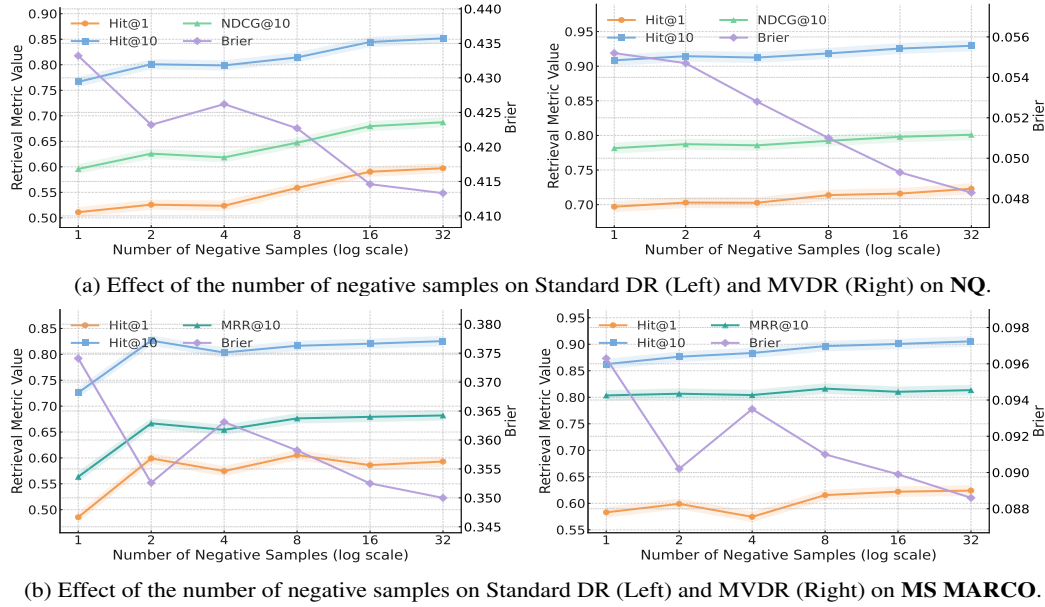 Hit@1 NDCG@10
Hit@10 Brier
Retrieval Metric Value
0.90
0.85
0.80
0.75
0.70
0.65
0.60
0.55
0.50
0.440
0.435
0.430
0.425
0.420
0.415
0.410
Brier
1 2 4 8 16 32
Number of Negative Samples (log scale)
Hit@1 NDCG@10
Hit@10 Brier
Retrieval Metric Value
0.95
0.90
0.85
0.80
0.75
0.70
0.056
0.054
0.052
0.050
0.048
Brier
1 2 4 8 16 32
Number of Negative Samples (log scale)
(a) Effect of the number of negative samples on Standard DR (Left) and MVDR (Right) on NQ.
Hit@1 MRR@10
Hit@10 Brier
Retrieval Metric Value
0.85
0.80
0.75
0.70
0.65
0.60
0.55
0.50
0.380
0.375
0.370
0.365
0.360
0.355
0.350
0.345
Brier
1 2 4 8 16 32
Number of Negative Samples (log scale)
Hit@1 MRR@10
Hit@10 Brier
Retrieval Metric Value
0.95
0.90
0.85
0.80
0.75
0.70
0.65
0.60
0.55
0.098
0.096
0.094
0.092
0.090
0.088
Brier
1 2 4 8 16 32
Number of Negative Samples (log scale)
(b) Effect of the number of negative samples on Standard DR (Left) and MVDR (Right) on MS MARCO.